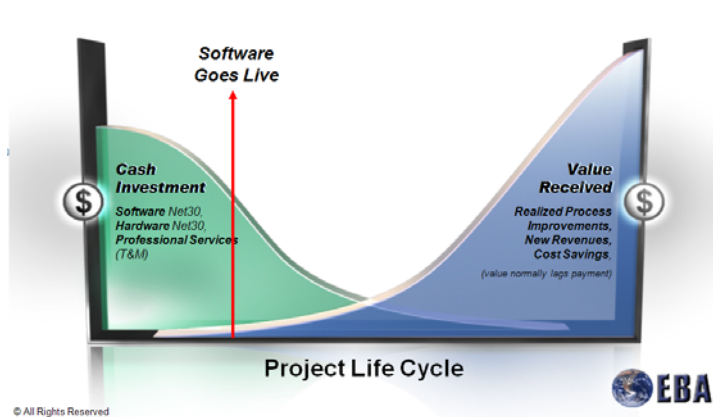 Software
Goes Live
Cash
Investment
Software Net30,
Hardware Net30,
Professional Services
(T&M)
Value
Received
Realized Process
Improvements,
New Revenues,
Cost Savings,
(value normally lags payment)
$
$
Project Life Cycle
EBA
© All Rights Reserved